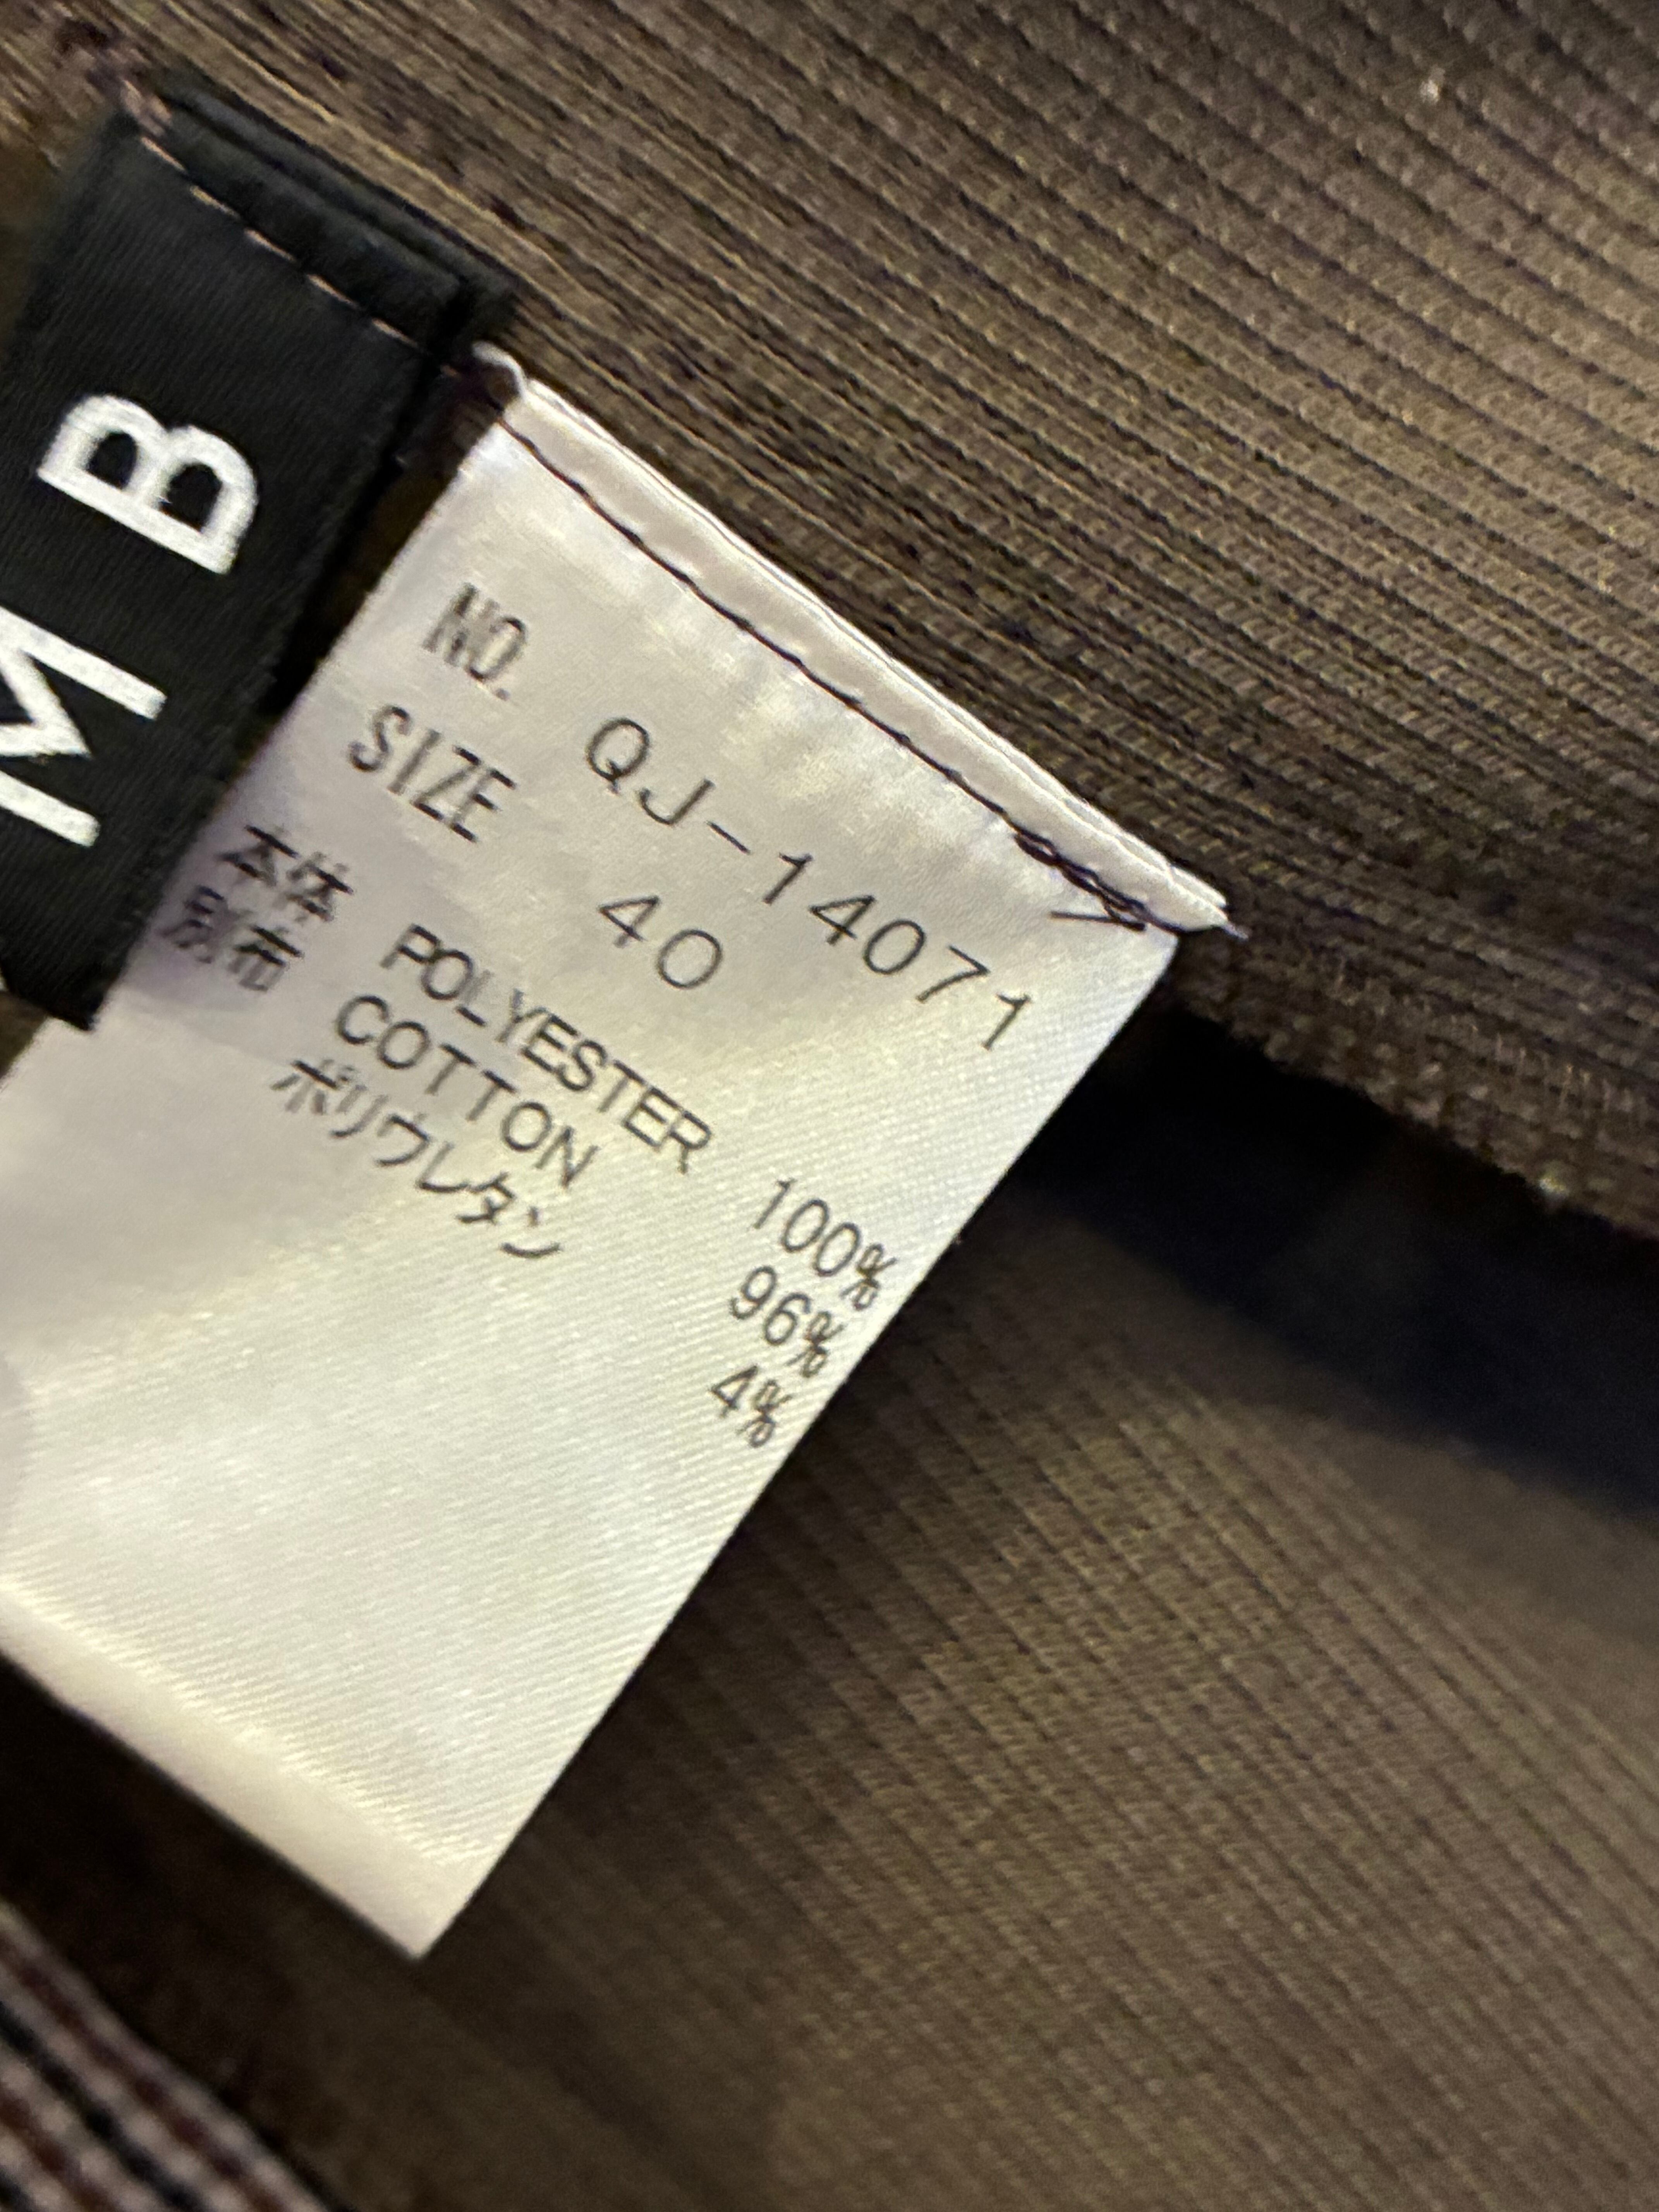 M B
NO. QJ-14071
SIZE 40
本体 POLYESTER 100%
別布 COTTON 96%
ポリウレタン 4%